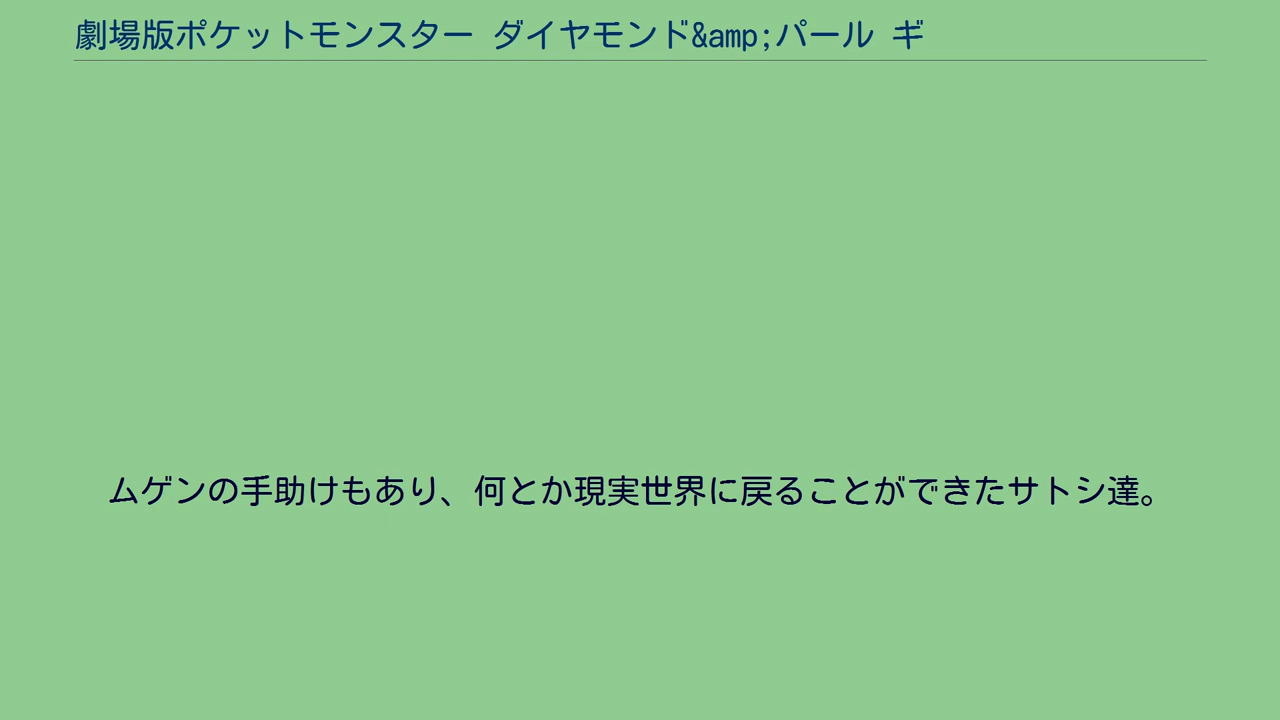 劇場版ポケットモンスター ダイヤモンド&amp;パール ギ
ムゲンの手助けもあり、何とか現実世界に戻ることができたサトシ達。